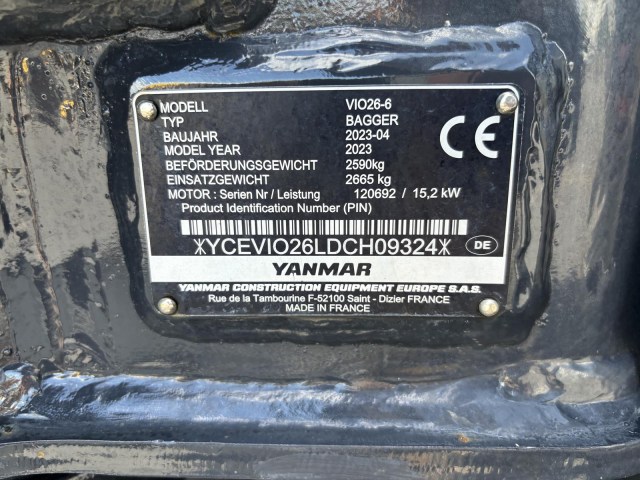 MODELL VIO26-6
TYP BAGGER
BAUJAHR 2023-04
MODEL YEAR 2023
BEFÖRDERUNGSGEWICHT 2590kg
EINSATZGEWICHT 2665 kg
MOTOR : Serien Nr / Leistung 120692 / 15,2 kW
Product Identification Number (PIN)
CE
*YCEVIO26LDCH09324*
DE
YANMAR
YANMAR CONSTRUCTION EQUIPMENT EUROPE S.A.S.
Rue de la Tambourine F-52100 Saint - Dizier FRANCE
MADE IN FRANCE